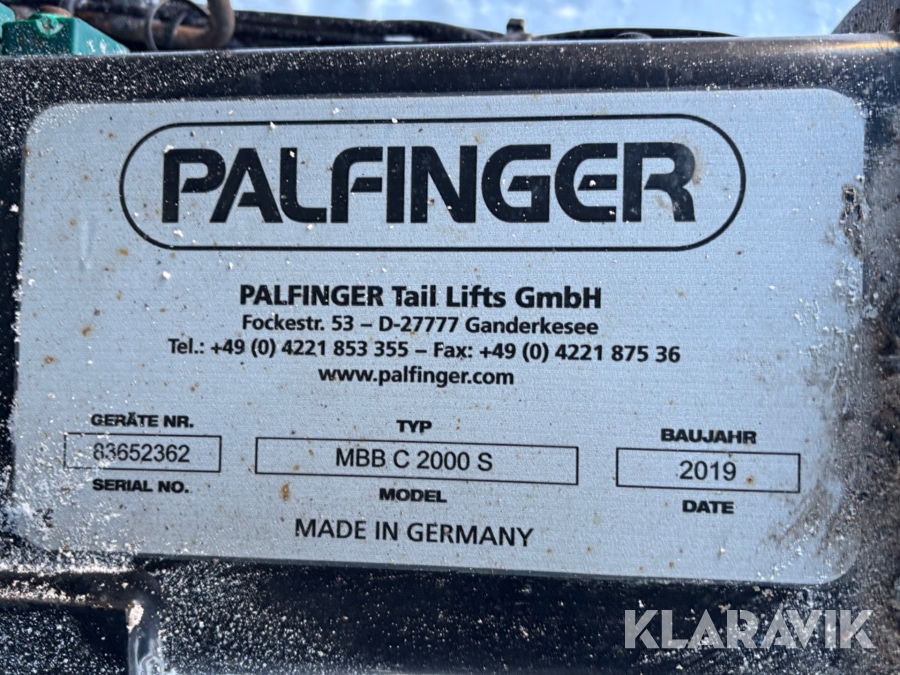 PALFINGER
PALFINGER Tail Lifts GmbH
Fockestr. 53 – D-27777 Ganderkesee
Tel.: +49 (0) 4221 853 355 – Fax: +49 (0) 4221 875 36
www.palfinger.com
GERÄTE NR. TYP BAUJAHR
83652362 MBB C 2000 S 2019
SERIAL NO. MODEL DATE
MADE IN GERMANY
KLARAVIK